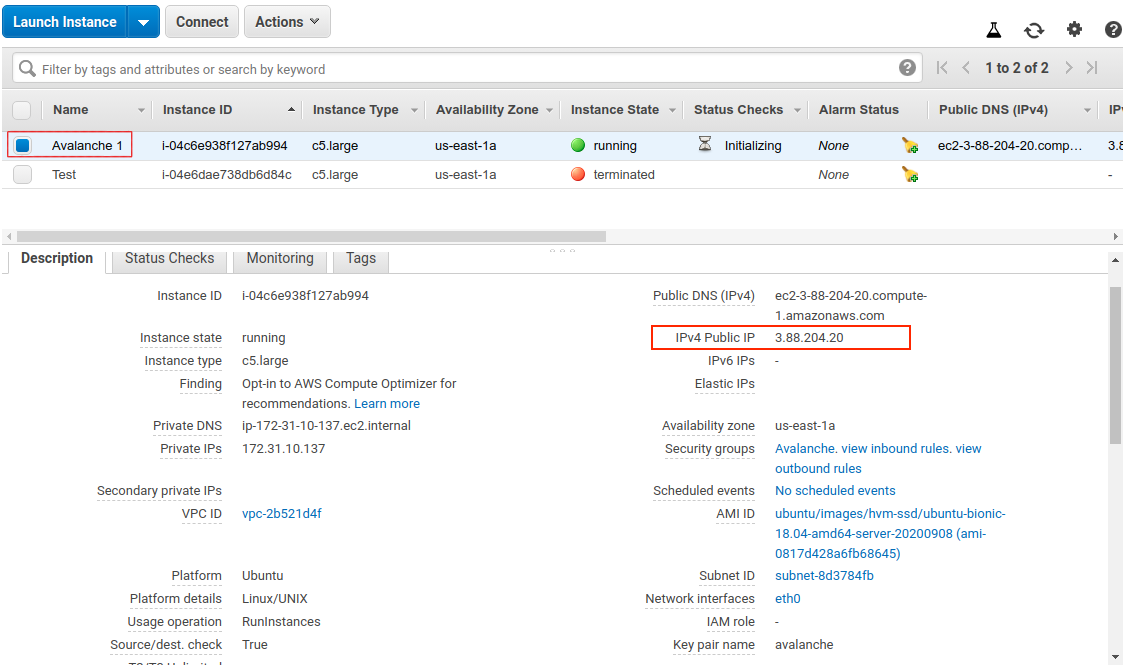 Launch Instance Connect Actions
Filter by tags and attributes or search by keyword ? 1 to 2 of 2
Name Instance ID Instance Type Availability Zone Instance State Status Checks Alarm Status Public DNS (IPv4)
Avalanche 1 i-04c6e938f127ab994 c5.large us-east-1a running Initializing None ec2-3-88-204-20.comp… 3.8
Test i-04e6dae738db6d84c c5.large us-east-1a terminated None -
Description Status Checks Monitoring Tags
Instance ID i-04c6e938f127ab994 Public DNS (IPv4) ec2-3-88-204-20.compute-
1.amazonaws.com
Instance state running IPv4 Public IP 3.88.204.20
Instance type c5.large IPv6 IPs -
Finding Opt-in to AWS Compute Optimizer for Elastic IPs
recommendations. Learn more
Private DNS ip-172-31-10-137.ec2.internal Availability zone us-east-1a
Private IPs 172.31.10.137 Security groups Avalanche. view inbound rules. view
outbound rules
Secondary private IPs Scheduled events No scheduled events
VPC ID vpc-2b521d4f AMI ID ubuntu/images/hvm-ssd/ubuntu-bionic-
18.04-amd64-server-20200908 (ami-
0817d428a6fb68645)
Platform Ubuntu Subnet ID subnet-8d3784fb
Platform details Linux/UNIX Network interfaces eth0
Usage operation RunInstances IAM role -
Source/dest. check True Key pair name avalanche